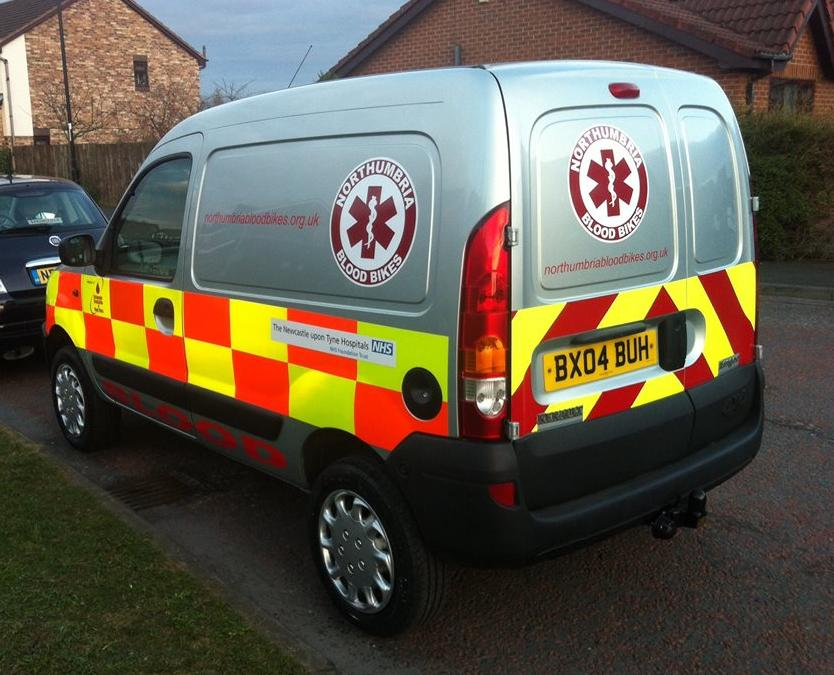 NORTHUMBRIA
BLOOD BIKES
northumbriabloodbikes.org.uk
NORTHUMBRIA
BLOOD BIKES
northumbriabloodbikes.org.uk
The Newcastle upon Tyne Hospitals NHS
NHS Foundation Trust
BX04 BUH
BLOOD